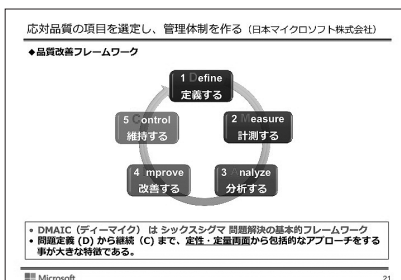 応対品質の項目を選定し、管理体制を作る（日本マイクロソフト株式会社）
◆品質改善フレームワーク
1 Define
定義する
2 Measure
計測する
3 Analyze
分析する
4 Improve
改善する
5 Control
維持する
• DMAIC（ディーマイク） は シックスシグマ 問題解決の基本的フレームワーク
• 問題定義 (D) から継続（C）まで、定性・定量両面から包括的なアプローチをする
事が大きな特徴である。
Microsoft
21